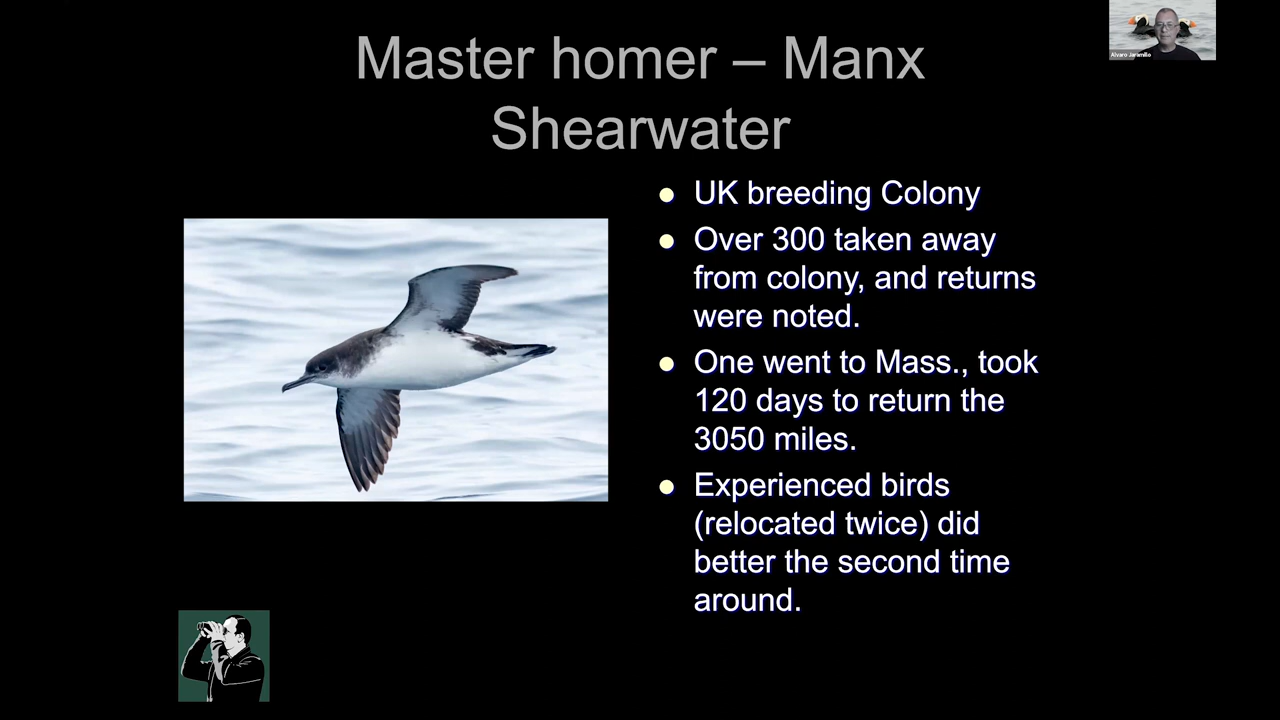 Master homer – Manx
Shearwater
Alvaro Jaramillo
UK breeding Colony
Over 300 taken away
from colony, and returns
were noted.
One went to Mass., took
120 days to return the
3050 miles.
Experienced birds
(relocated twice) did
better the second time
around.